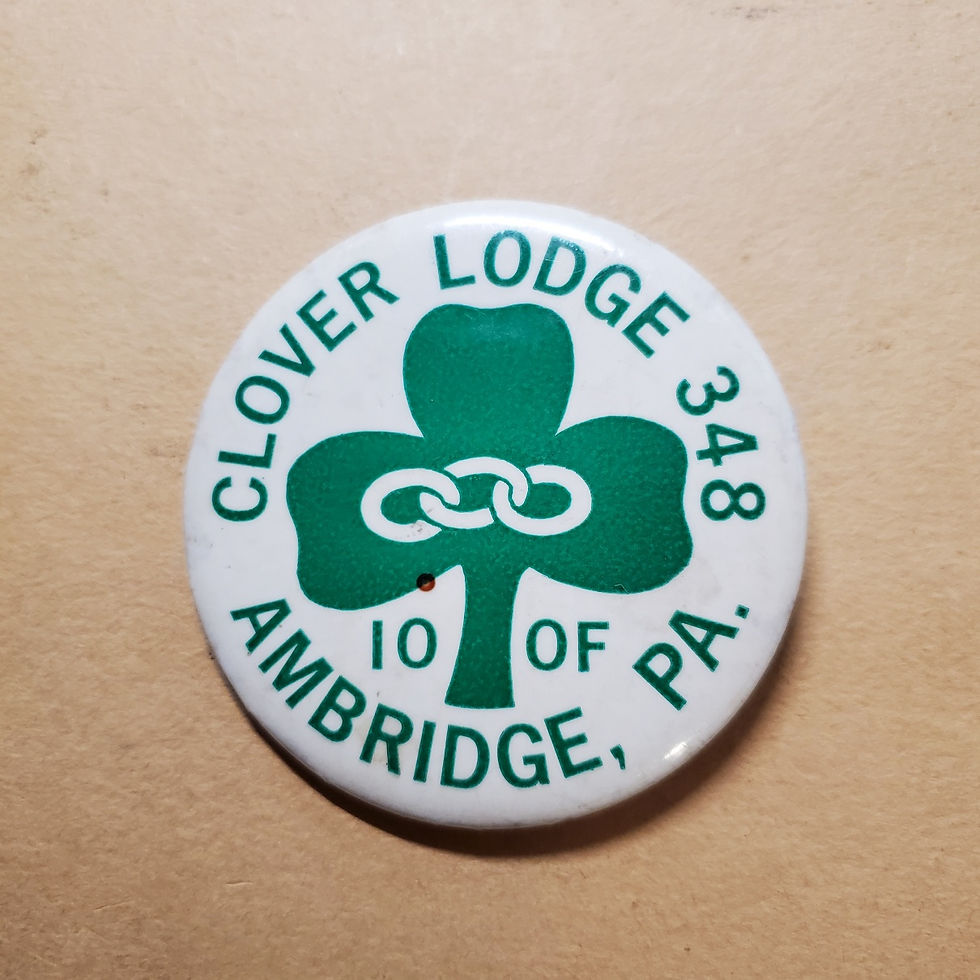 CLOVER LODGE 348
IO OF
AMBRIDGE, PA.